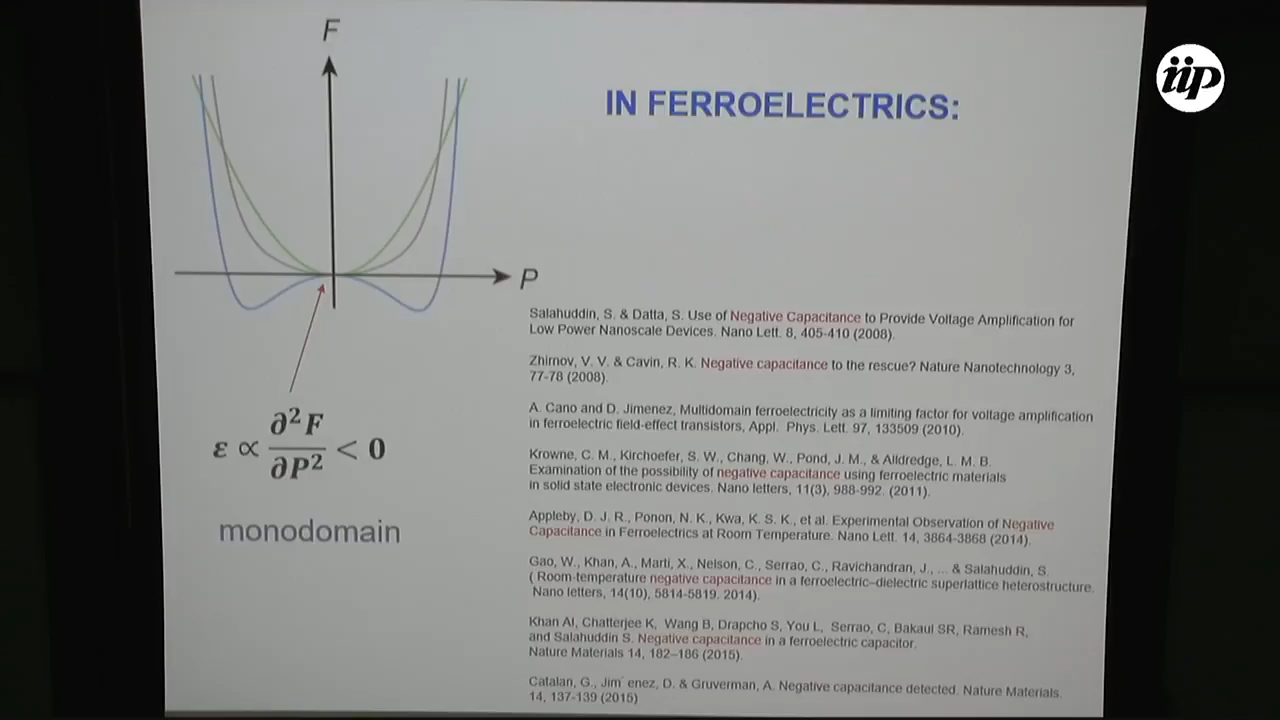 F
iip
IN FERROELECTRICS:
P
Salahuddin, S. & Datta, S. Use of Negative Capacitance to Provide Voltage Amplification for
Low Power Nanoscale Devices. Nano Lett. 8, 405-410 (2008).
Zhirnov, V. V. & Cavin, R. K. Negative capacitance to the rescue? Nature Nanotechnology 3,
77-78 (2008).
A. Cano and D. Jimenez, Multidomain ferroelectricity as a limiting factor for voltage amplification
in ferroelectric field-effect transistors, Appl. Phys. Lett. 97, 133509 (2010).
ε ∝ ∂²F/∂P² < 0
Krowne, C. M., Kirchoefer, S. W., Chang, W., Pond, J. M., & Alldredge, L. M. B.
Examination of the possibility of negative capacitance using ferroelectric materials
in solid state electronic devices. Nano letters, 11(3), 988-992. (2011).
monodomain
Appleby, D. J. R., Ponon, N. K., Kwa, K. S. K., et al. Experimental Observation of Negative
Capacitance in Ferroelectrics at Room Temperature. Nano Lett. 14, 3864-3868 (2014).
Gao, W., Khan, A., Marti, X., Nelson, C., Serrao, C., Ravichandran, J., ... & Salahuddin, S.
( Room-temperature negative capacitance in a ferroelectric–dielectric superlattice heterostructure.
Nano letters, 14(10), 5814-5819. 2014).
Khan AI, Chatterjee K, Wang B, Drapcho S, You L, Serrao, C, Bakaul SR, Ramesh R,
and Salahuddin S. Negative capacitance in a ferroelectric capacitor.
Nature Materials 14, 182–186 (2015).
Catalan, G., Jim´enez, D. & Gruverman, A. Negative capacitance detected. Nature Materials.
14, 137-139 (2015)